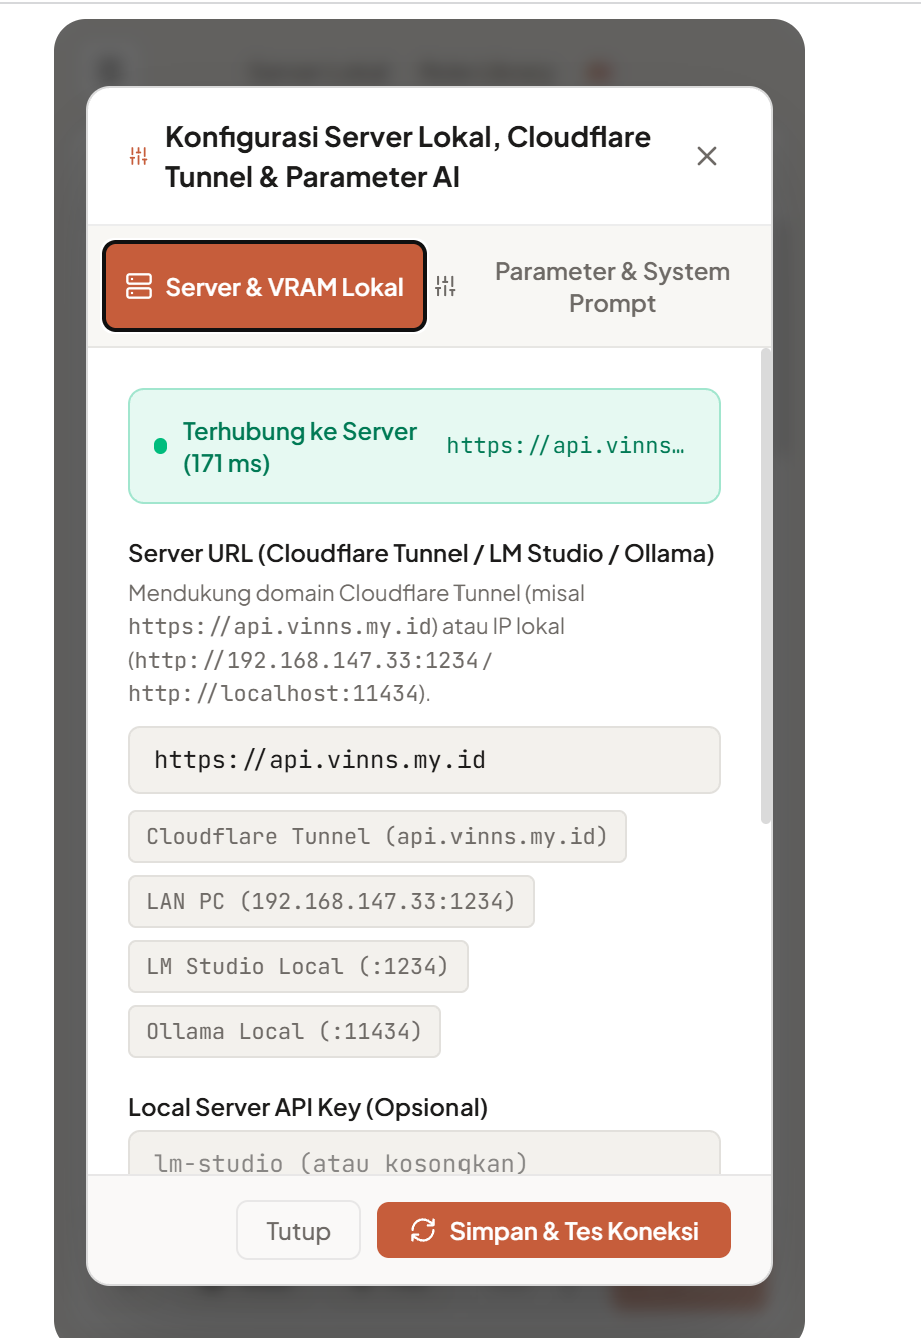 Konfigurasi Server Lokal, Cloudflare
Tunnel & Parameter AI
Server & VRAM Lokal
Parameter & System
Prompt
Terhubung ke Server
(171 ms)
https://api.vinns…
Server URL (Cloudflare Tunnel / LM Studio / Ollama)
Mendukung domain Cloudflare Tunnel (misal
https://api.vinns.my.id) atau IP lokal
(http://192.168.147.33:1234 /
http://localhost:11434).
https://api.vinns.my.id
Cloudflare Tunnel (api.vinns.my.id)
LAN PC (192.168.147.33:1234)
LM Studio Local (:1234)
Ollama Local (:11434)
Local Server API Key (Opsional)
lm-studio (atau kosongkan)
Tutup
Simpan & Tes Koneksi